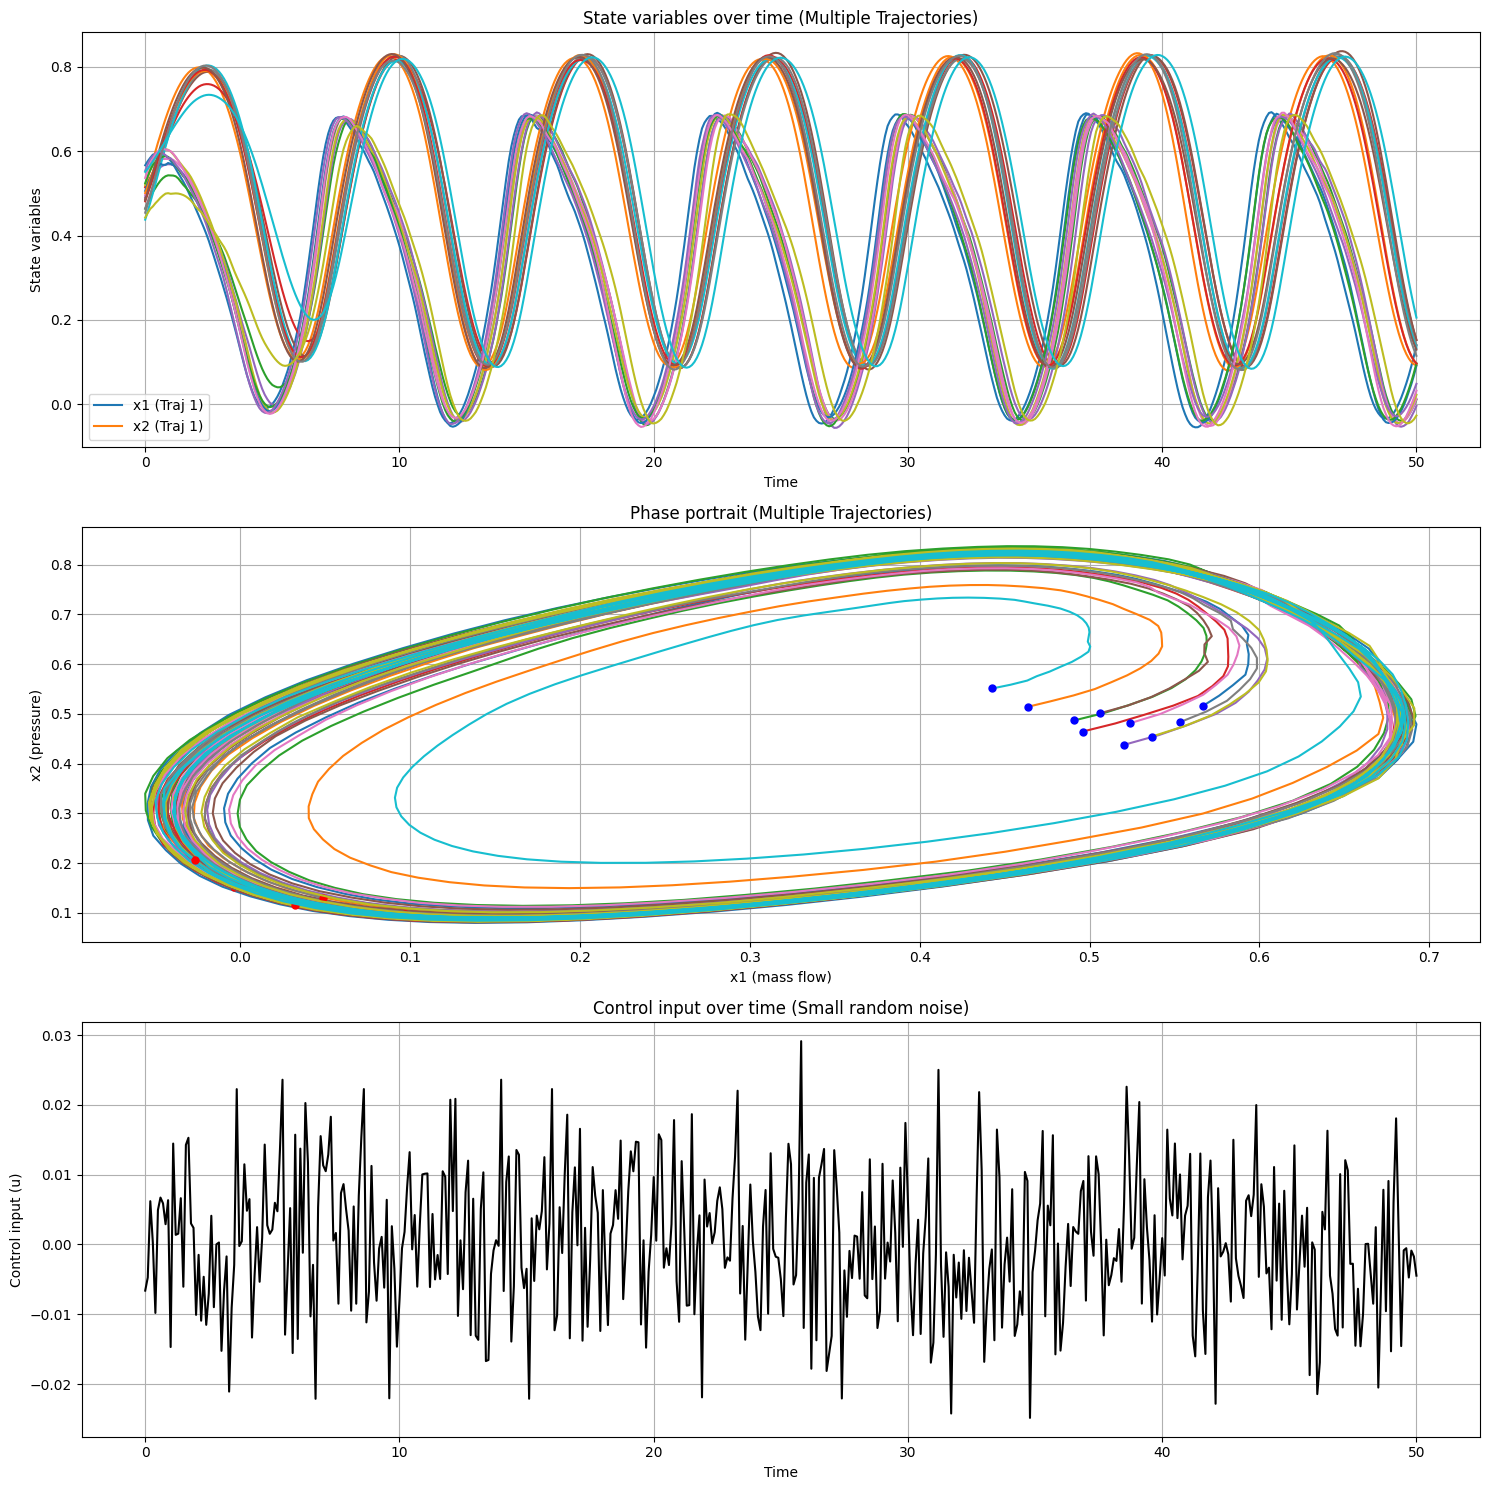 State variables over time (Multiple Trajectories)
State variables
0.8
0.6
0.4
0.2
0.0
x1 (Traj 1)
x2 (Traj 1)
0 10 20 30 40 50
Time
Phase portrait (Multiple Trajectories)
x2 (pressure)
0.8
0.7
0.6
0.5
0.4
0.3
0.2
0.1
0.0 0.1 0.2 0.3 0.4 0.5 0.6 0.7
x1 (mass flow)
Control input over time (Small random noise)
Control input (u)
0.03
0.02
0.01
0.00
−0.01
−0.02
0 10 20 30 40 50
Time